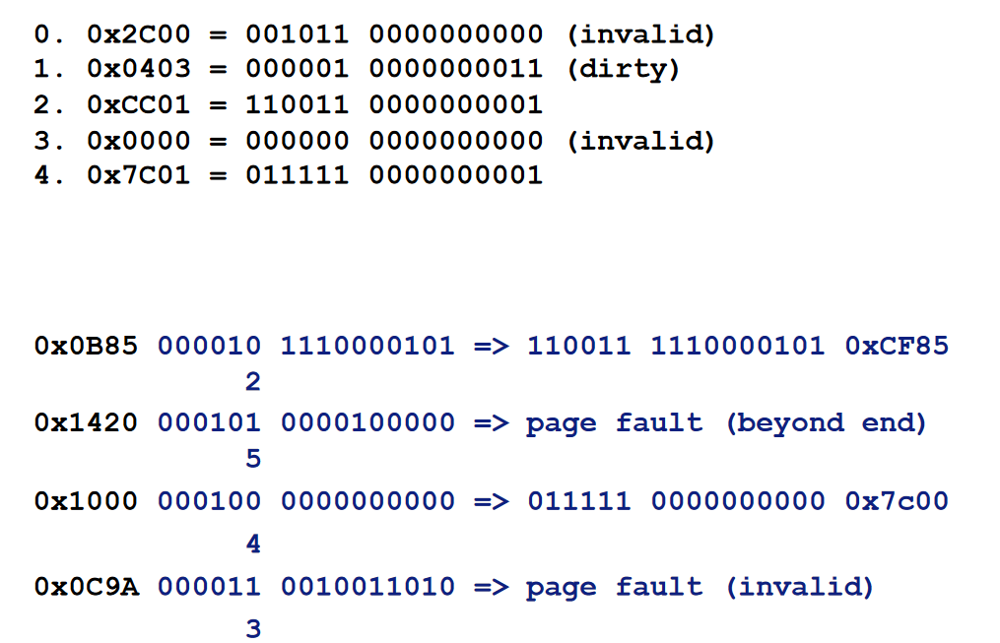 0. 0x2C00 = 001011 0000000000 (invalid)
1. 0x0403 = 000001 0000000011 (dirty)
2. 0xCC01 = 110011 0000000001
3. 0x0000 = 000000 0000000000 (invalid)
4. 0x7C01 = 011111 0000000001
0x0B85 000010 1110000101 => 110011 1110000101 0xCF85
2
0x1420 000101 0000100000 => page fault (beyond end)
5
0x1000 000100 0000000000 => 011111 0000000000 0x7c00
4
0x0C9A 000011 0010011010 => page fault (invalid)
3